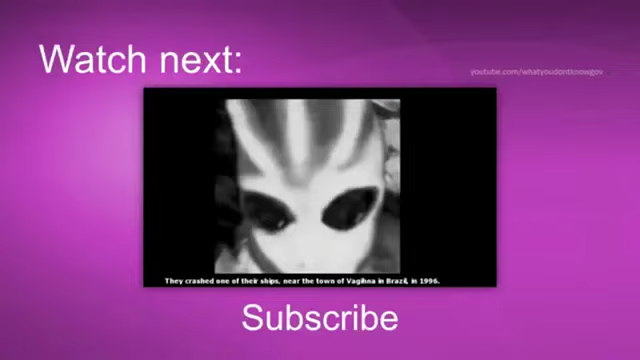 Watch next:
youtube.com/whatyoudontknowgov
They crashed one of their ships, near the town of Vagihna in Brazil, in 1996.
Subscribe